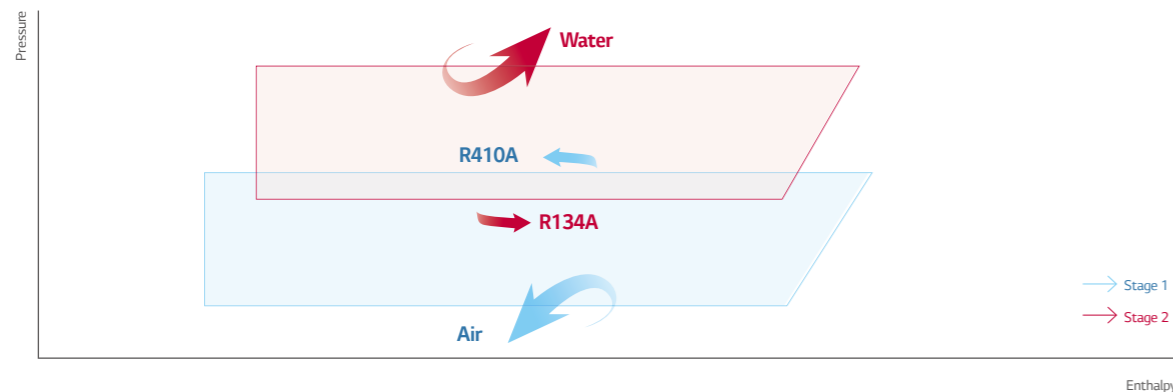 Pressure
Water
R410A
R134A
Air
Stage 1
Stage 2
Enthalpy